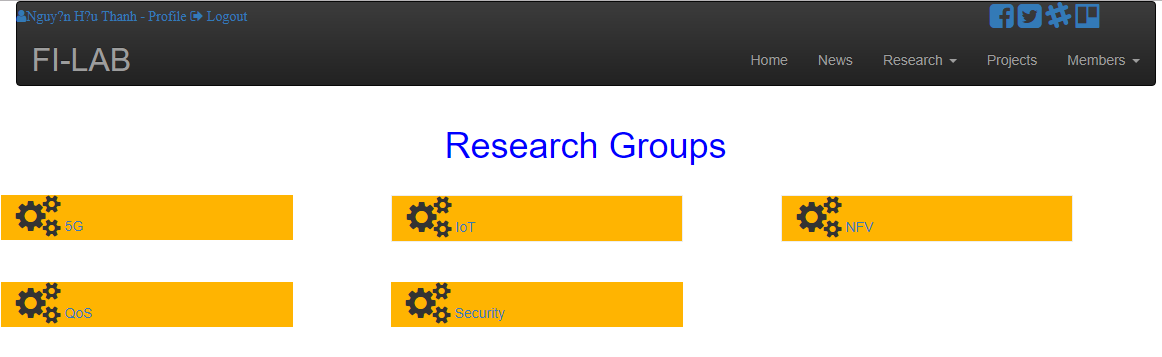 Nguy?n H?u Thanh - Profile Logout
FI-LAB
Home News Research Projects Members
Research Groups
5G IoT NFV
QoS Security